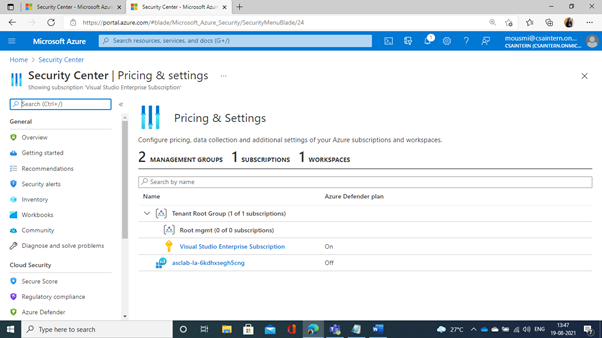 Security Center - Microsoft Azure
Security Center - Microsoft Azur
https://portal.azure.com/#blade/Microsoft_Azure_Security/SecurityMenuBlade/24
Microsoft Azure
Search resources, services, and docs (G+/)
1
mousmi@csaintern.on...
CSAINTERN (CSAINTERN.ONMIC...
Home > Security Center
Security Center | Pricing & settings ...
Showing subscription 'Visual Studio Enterprise Subscription'
Search (Ctrl+/)
General
Overview
Getting started
Recommendations
Security alerts
Inventory
Workbooks
Community
Diagnose and solve problems
Cloud Security
Secure Score
Regulatory compliance
Azure Defender
Pricing & Settings
Configure pricing, data collection and additional settings of your Azure subscriptions and workspaces.
2 MANAGEMENT GROUPS 1 SUBSCRIPTIONS 1 WORKSPACES
Search by name
Name Azure Defender plan
Tenant Root Group (1 of 1 subscriptions)
Root mgmt (0 of 0 subscriptions)
Visual Studio Enterprise Subscription On
asclab-la-6kdhxsegh5cng Off
Type here to search
27°C
ENG
13:47
19-08-2021